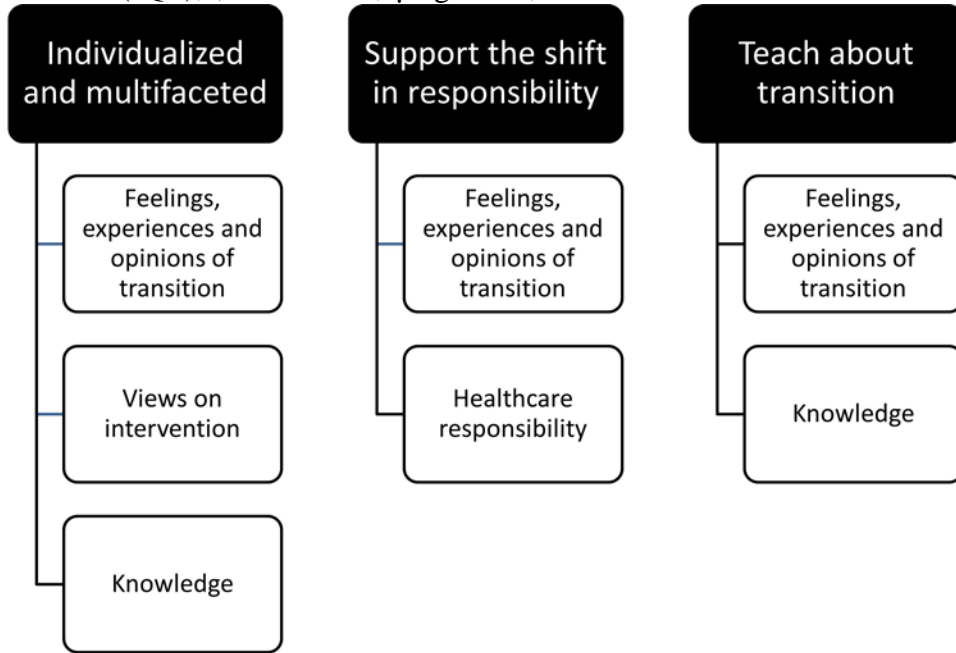 Individualized
and multifaceted
Feelings,
experiences and
opinions of
transition
Views on
intervention
Knowledge
Support the shift
in responsibility
Feelings,
experiences and
opinions of
transition
Healthcare
responsibility
Teach about
transition
Feelings,
experiences and
opinions of
transition
Knowledge